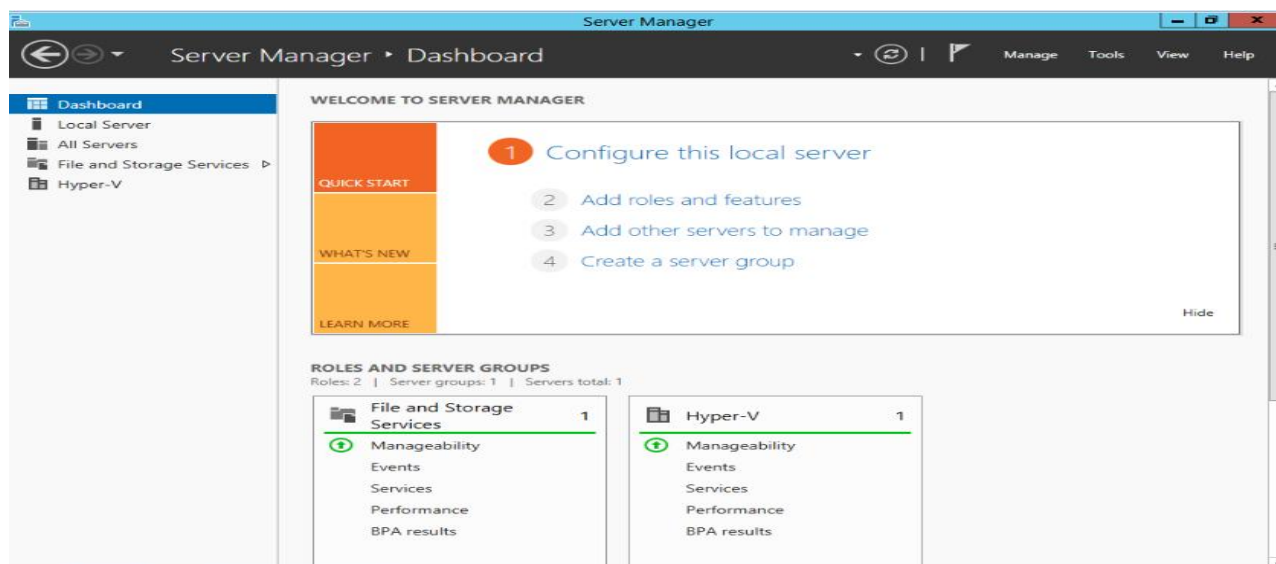 Server Manager
Server Manager ‣ Dashboard
Manage Tools View Help
Dashboard
Local Server
All Servers
File and Storage Services
Hyper-V
WELCOME TO SERVER MANAGER
QUICK START
WHAT'S NEW
LEARN MORE
1 Configure this local server
2 Add roles and features
3 Add other servers to manage
4 Create a server group
Hide
ROLES AND SERVER GROUPS
Roles: 2 | Server groups: 1 | Servers total: 1
File and Storage
Services
1
Manageability
Events
Services
Performance
BPA results
Hyper-V 1
Manageability
Events
Services
Performance
BPA results